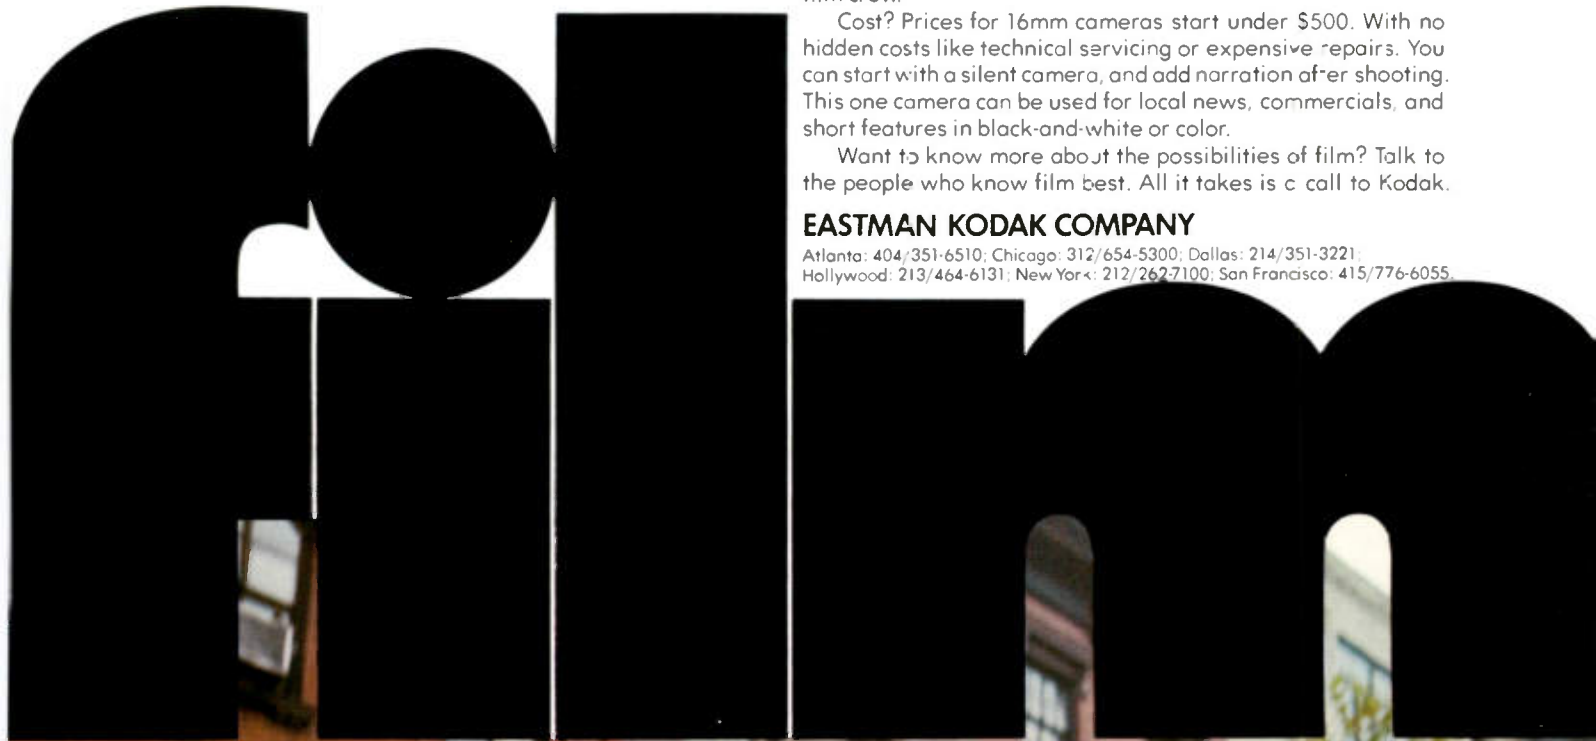 film
Cost? Prices for 16mm cameras start under $500. With no
hidden costs like technical servicing or expensive repairs. You
can start with a silent camera, and add narration after shooting.
This one camera can be used for local news, commercials, and
short features in black-and-white or color.
Want to know more about the possibilities of film? Talk to
the people who know film best. All it takes is a call to Kodak.
EASTMAN KODAK COMPANY
Atlanta: 404/351-6510; Chicago: 312/654-5300; Dallas: 214/351-3221;
Hollywood: 213/464-6131; New York: 212/262-7100; San Francisco: 415/776-6055.